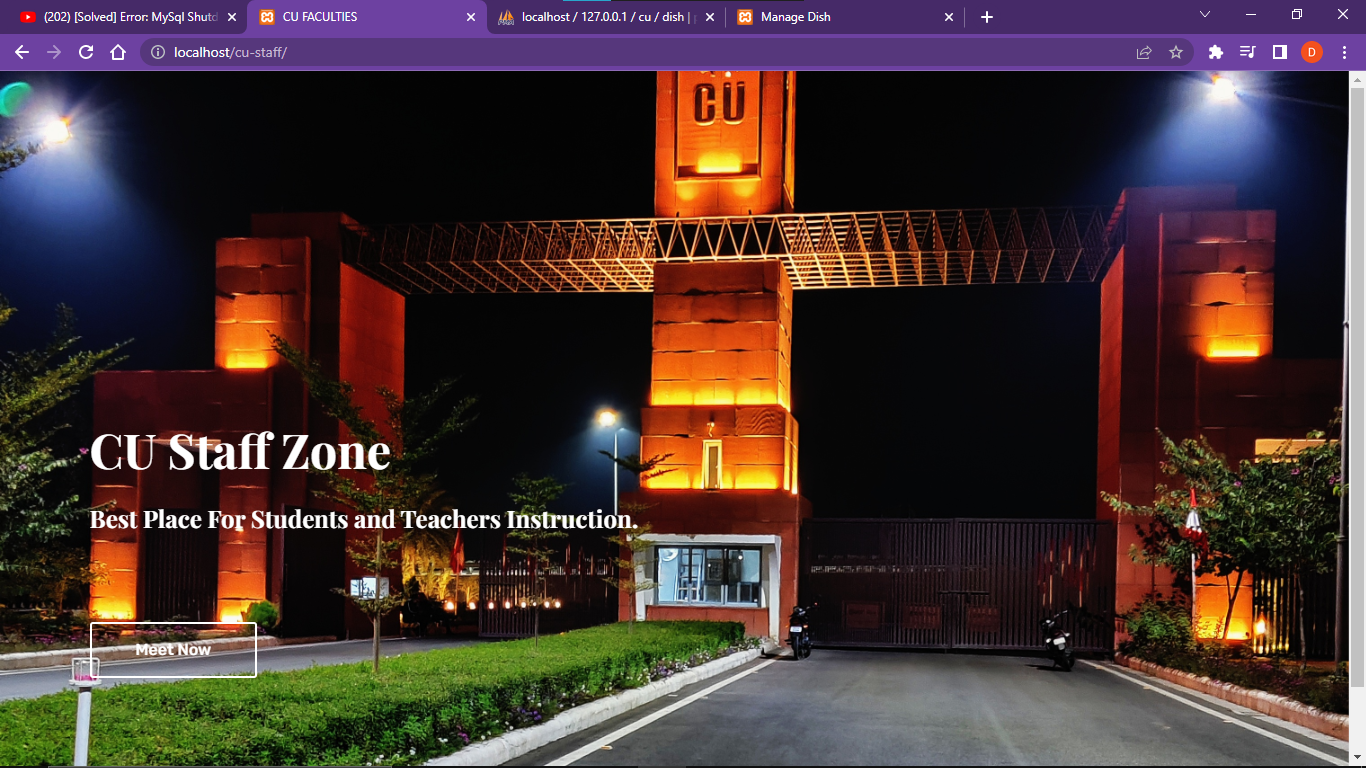 (202) [Solved] Error: MySql Shutd
CU FACULTIES
localhost / 127.0.0.1 / cu / dish |
Manage Dish
localhost/cu-staff/
D
CU
CU Staff Zone
Best Place For Students and Teachers Instruction.
Meet Now